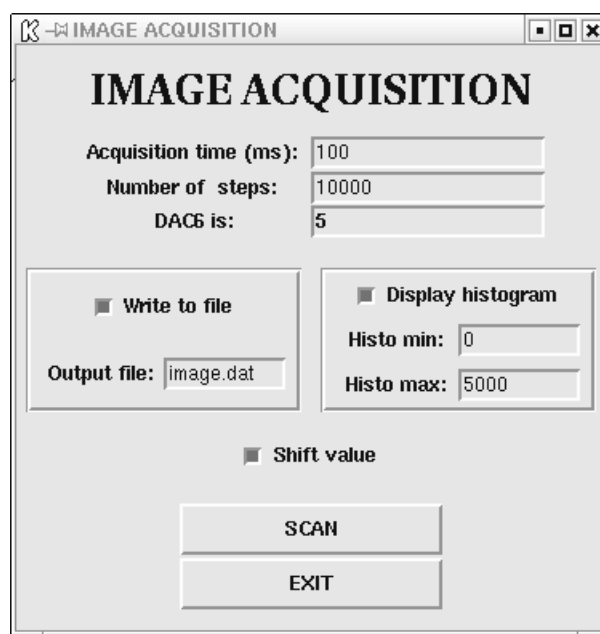 IMAGE ACQUISITION
IMAGE ACQUISITION
Acquisition time (ms): 100
Number of steps: 10000
DAC6 is: 5
Write to file
Output file: image.dat
Display histogram
Histo min: 0
Histo max: 5000
Shift value
SCAN
EXIT